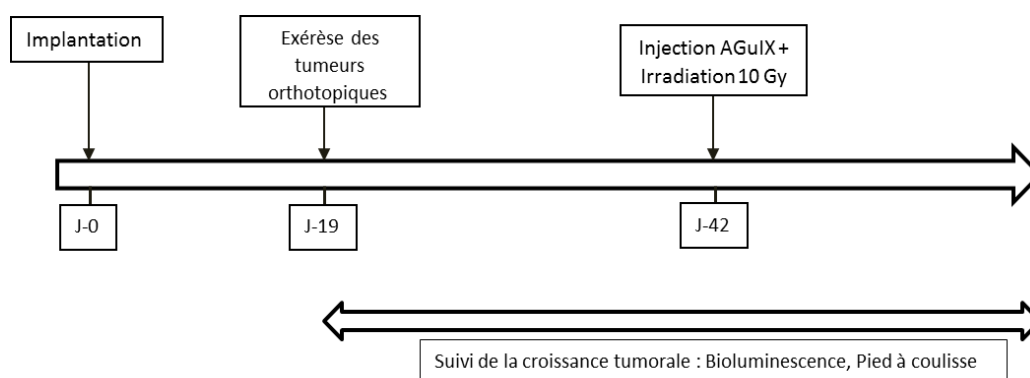 Implantation
Exérèse des
tumeurs
orthotopiques
Injection AGuIX +
Irradiation 10 Gy
J-0
J-19
J-42
Suivi de la croissance tumorale : Bioluminescence, Pied à coulisse